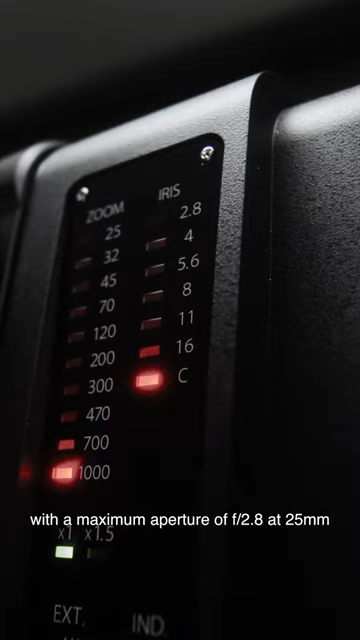 ZOOM
25
32
45
70
120
200
300
470
700
1000
IRIS
2.8
4
5.6
8
11
16
C
with a maximum aperture of f/2.8 at 25mm
x1 x1.5
EXT.
IND